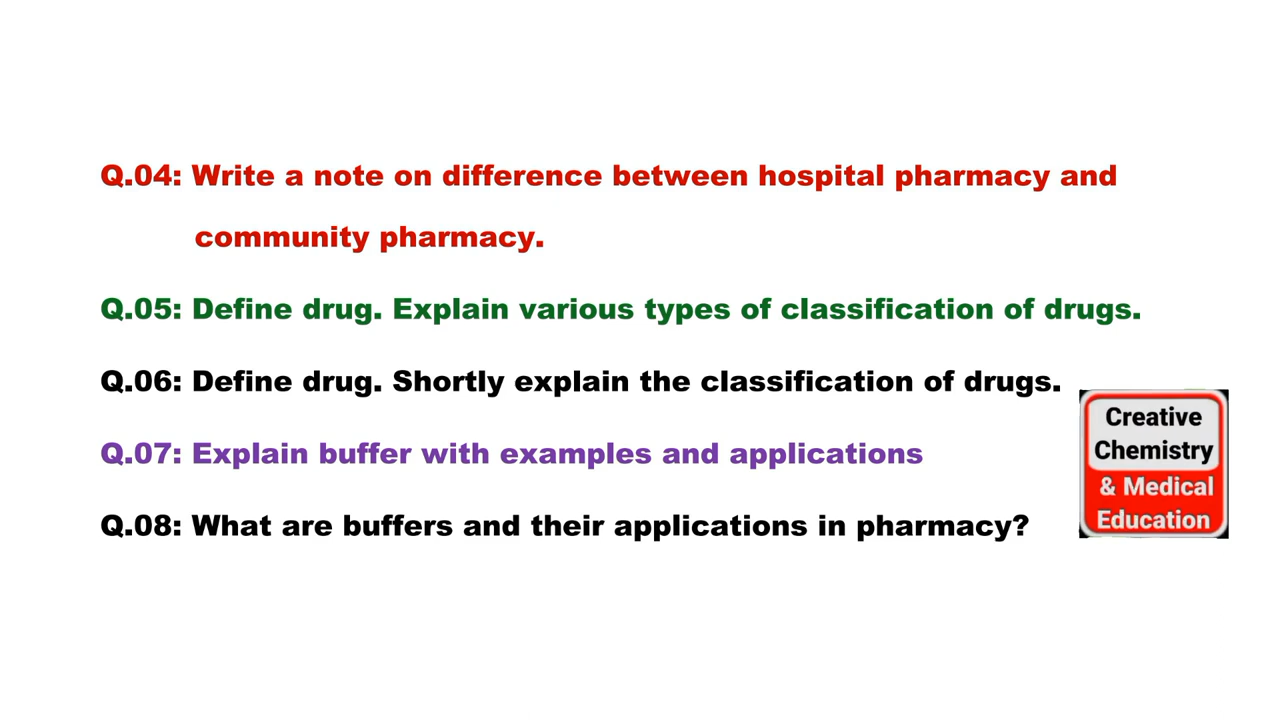 Q.04: Write a note on difference between hospital pharmacy and
community pharmacy.
Q.05: Define drug. Explain various types of classification of drugs.
Q.06: Define drug. Shortly explain the classification of drugs.
Q.07: Explain buffer with examples and applications
Q.08: What are buffers and their applications in pharmacy?
Creative
Chemistry
& Medical
Education